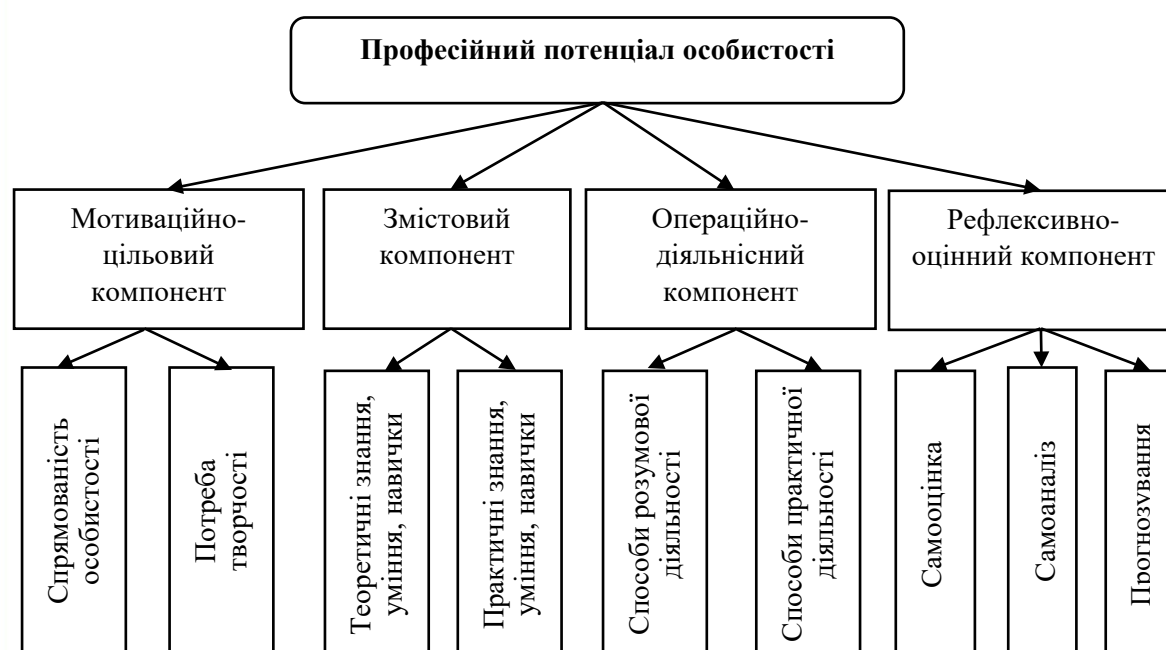 Професійний потенціал особистості
Мотиваційно-
цільовий
компонент
Змістовий
компонент
Операційно-
діяльнісний
компонент
Рефлексивно-
оцінний компонент
Спрямованість
особистості
Потреба
творчості
Теоретичні знання,
уміння, навички
Практичні знання,
уміння, навички
Способи розумової
діяльності
Способи практичної
діяльності
Самооцінка
Самоаналіз
Прогнозування